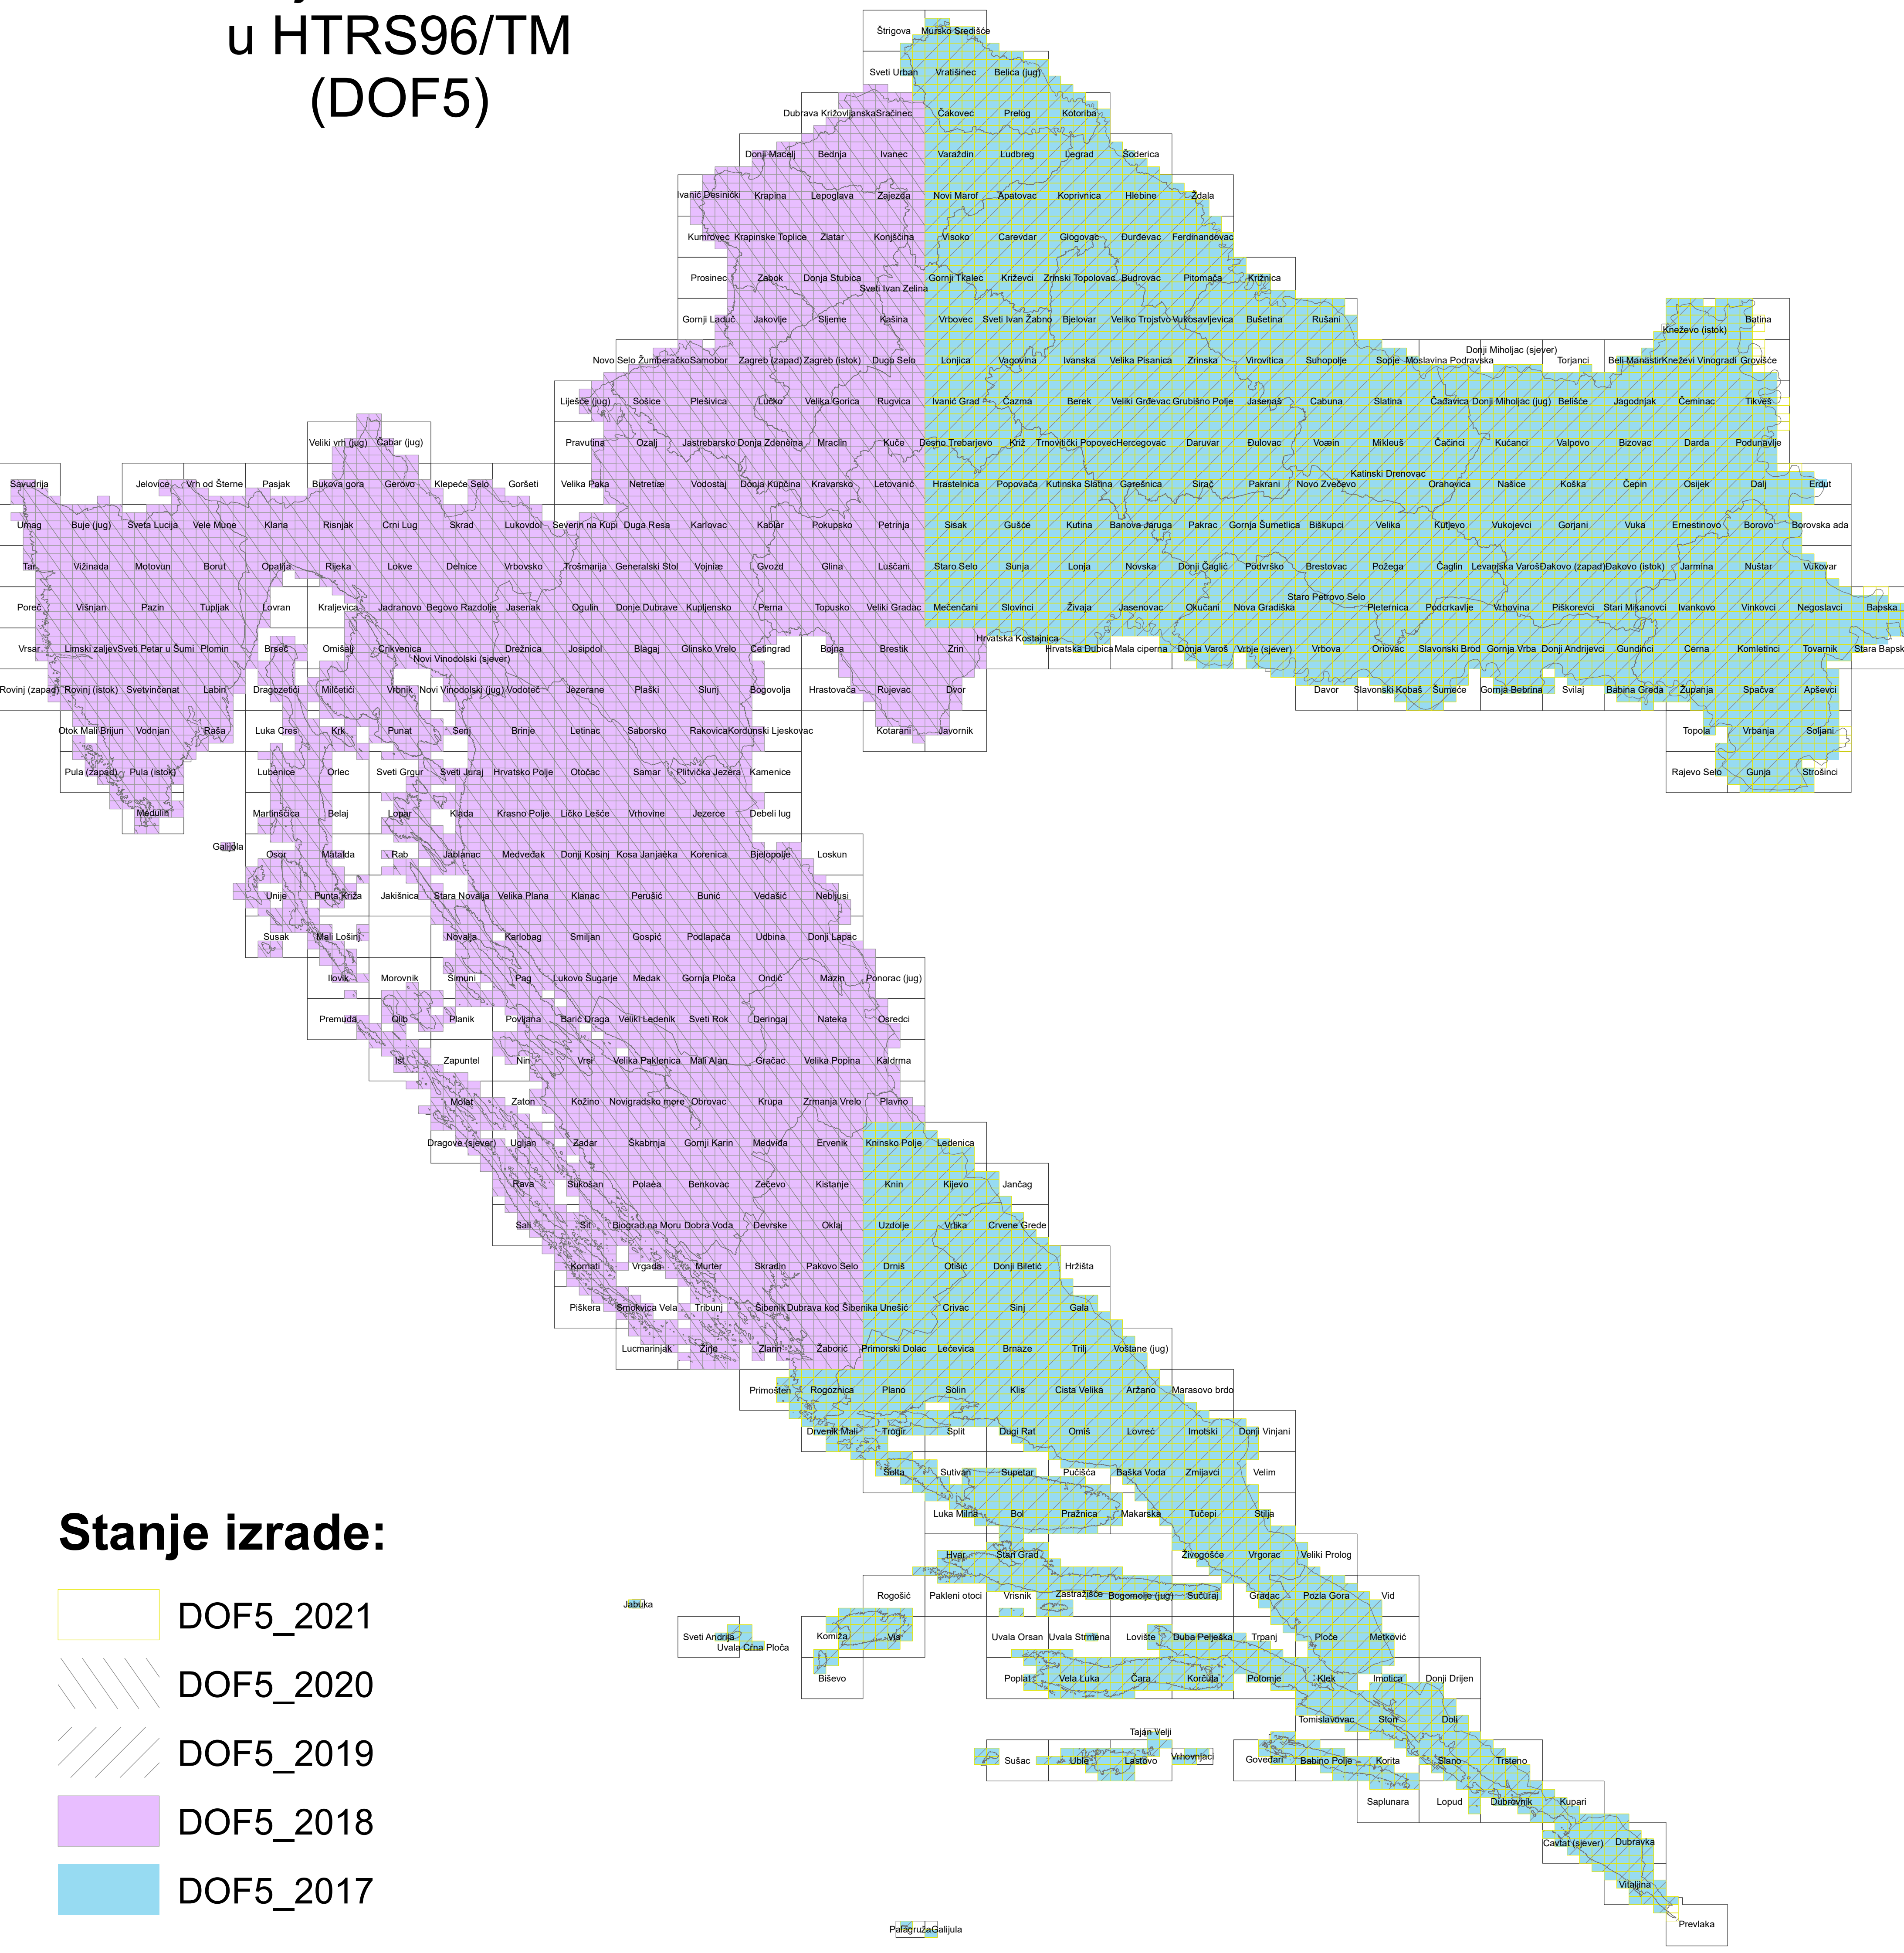 u HTRS96/TM
(DOF5)
Štrigova Mursko Središće
Sveti Urban Vratišinec Belica (jug)
Dubrava Križovljanska Sračinec Čakovec Prelog Kotoriba
Donji Macelj Bednja Ivanec Varaždin Ludbreg Legrad Šoderica
Ivanić Desinički Krapina Lepoglava Zajezda Novi Marof Apatovac Koprivnica Hlebine Ždala
Kumrovec Krapinske Toplice Zlatar Konjščina Visoko Carevdar Glogovac Đurđevac Ferdinandovac
Prosinec Zabok Donja Stubica Sveti Ivan Zelina Gornji Tkalec Križevci Zrinski Topolovac Budrovac Pitomača Križnica
Gornji Laduč Jakovlje Sljeme Kašina Vrbovec Sveti Ivan Žabno Bjelovar Veliko Trojstvo Vukosavljevica Bušetina Rušani Kneževo (istok) Batina
Novo Selo Žumberačko Samobor Zagreb (zapad) Zagreb (istok) Dugo Selo Lonjica Vagovina Ivanska Velika Pisanica Zrinska Virovitica Suhopolje Sopje Moslavina Podravska Donji Miholjac (sjever) Torjanci Beli Manastir Kneževi Vinogradi Grovišće
Liješće (jug) Sošice Plešivica Lučko Velika Gorica Rugvica Ivanić Grad Čazma Berek Veliki Grđevac Grubišno Polje Jasenaš Cabuna Slatina Čađavica Donji Miholjac (jug) Belišće Jagodnjak Čeminac Tikveš
Veliki vrh (jug) Čabar (jug) Pravutina Ozalj Jastrebarsko Donja Zdenčina Mraclin Kuče Desno Trebarjevo Križ Trnovitički Popovec Hercegovac Daruvar Đulovac Voæin Mikleuš Čačinci Kućanci Valpovo Bizovac Darda Podunavlje
Savudrija Jelovice Vrh od Šterne Pasjak Bukova gora Gerovo Klepeće Selo Goršeti Velika Paka Netretiæ Vodostaj Donja Kupčina Kravarsko Letovanić Hrastelnica Popovača Kutinska Slatina Garešnica Sirač Pakrani Novo Zvečevo Katinski Drenovac Orahovica Našice Koška Čepin Osijek Dalj Erdut
Umag Buje (jug) Sveta Lucija Vele Mune Klana Risnjak Crni Lug Skrad Lukovdol Severin na Kupi Duga Resa Karlovac Kablar Pokupsko Petrinja Sisak Gušće Kutina Banova Jaruga Pakrac Gornja Šumetlica Biškupci Velika Kutjevo Vukojevci Gorjani Vuka Ernestinovo Borovo Borovska ada
Tar Vižinada Motovun Borut Opatija Rijeka Lokve Delnice Vrbovsko Trošmarija Generalski Stol Vojniæ Gvozd Glina Luščani Staro Selo Sunja Lonja Novska Donji Čaglić Podvrško Brestovac Požega Čaglin Levanjska Varoš Đakovo (zapad) Đakovo (istok) Jarmina Nuštar Vukovar
Poreč Višnjan Pazin Tupljak Lovran Kraljevica Jadranovo Begovo Razdolje Jasenak Ogulin Donje Dubrave Kupljensko Perna Topusko Veliki Gradac Mečenčani Slovinci Živaja Jasenovac Okučani Nova Gradiška Staro Petrovo Selo Pleternica Podcrkavlje Vrhovina Piškorevci Stari Mikanovci Ivankovo Vinkovci Negoslavci Bapska
Vrsar Limski zaljev Sveti Petar u Šumi Plomin Brseč Omišalj Crikvenica Novi Vinodolski (sjever) Drežnica Josipdol Blagaj Glinsko Vrelo Cetingrad Bojna Brestik Zrin Hrvatska Kostajnica Hrvatska Dubica Mala ciperna Donja Varoš Vrbje (sjever) Vrbova Oriovac Slavonski Brod Gornja Vrba Donji Andrijevci Gundinci Cerna Komletinci Tovarnik Stara Bapsk
Rovinj (zapad) Rovinj (istok) Svetvinčenat Labin Dragozetići Milčetići Vrbnik Novi Vinodolski (jug) Vodoteč Jezerane Plaški Slunj Bogovolja Hrastovača Rujevac Dvor Davor Slavonski Kobaš Šumeće Gornja Bebrina Svilaj Babina Greda Županja Spačva Apševci
Otok Mali Brijun Vodnjan Raša Luka Cres Krk Punat Senj Brinje Letinac Saborsko Rakovica Kordunski Ljeskovac Kotarani Javornik Topola Vrbanja Soljani
Pula (zapad) Pula (istok) Lubenice Orlec Sveti Grgur Sveti Juraj Hrvatsko Polje Otočac Samar Plitvička Jezera Kamenice Rajevo Selo Gunja Strošinci
Medulin Martinšćica Belaj Lopar Klada Krasno Polje Ličko Lešće Vrhovine Jezerce Debeli lug
Galijola Osor Matalda Rab Jablanac Medveđak Donji Kosinj Kosa Janjaèka Korenica Bjelopolje Loskun
Unije Punta Križa Jakišnica Stara Novalja Velika Plana Klanac Perušić Bunić Vedašić Nebljusi
Susak Mali Lošinj Novalja Karlobag Smiljan Gospić Podlapača Udbina Donji Lapac
Ilovik Morovnik Šimuni Pag Lukovo Šugarje Medak Gornja Ploča Ondić Mazin Ponorac (jug)
Premuda Olib Planik Povljana Barić Draga Veliki Ledenik Sveti Rok Deringaj Nateka Osredci
Ist Zapuntel Nin Vrsi Velika Paklenica Mali Alan Gračac Velika Popina Kaldrma
Molat Zaton Kožino Novigradsko more Obrovac Krupa Zrmanja Vrelo Plavno
Dragove (sjever) Ugljan Zadar Škabrnja Gornji Karin Medviđa Ervenik Kninsko Polje Ledenica
Rava Sukošan Polaèa Benkovac Zečevo Kistanje Knin Kijevo Jančag
Sali Sit Biograd na Moru Dobra Voda Đevrske Oklaj Uzdolje Vrlika Crvene Grede
Kornati Vrgada Murter Skradin Pakovo Selo Drniš Otišić Donji Biletić Hržišta
Piškera Smokvica Vela Tribunj Šibenik Dubrava kod Šibenika Unešić Crivac Sinj Gala
Lucmarinjak Žirje Zlarin Žaborić Primorski Dolac Lećevica Brnaze Trilj Voštane (jug)
Primošten Rogoznica Plano Solin Klis Cista Velika Aržano Marasovo brdo
Drvenik Mali Trogir Split Dugi Rat Omiš Lovreć Imotski Donji Vinjani
Šolta Sutivan Supetar Pučišća Baška Voda Zmijavci Velim
Luka Milna Bol Pražnica Makarska Tučepi Stilja
Hvar Stari Grad Živogošće Vrgorac Veliki Prolog
Jabuka Rogošić Pakleni otoci Vrisnik Zastražišće Bogomolje (jug) Sućuraj Gradac Pozla Gora Vid
Sveti Andrija Uvala Crna Ploča Komiža Vis Uvala Orsan Uvala Strmena Lovište Duba Pelješka Trpanj Ploče Metković
Biševo Poplat Vela Luka Čara Korčula Potomje Klek Imotica Donji Drijen
Tomislavovac Ston Doli
Tajan Velji
Sušac Uble Lastovo Vrhovnjaci Goveđari Babino Polje Korita Slano Trsteno
Saplunara Lopud Dubrovnik Kupari
Cavtat (sjever) Dubravka
Vitaljina
Palagruža Galijula Prevlaka
Stanje izrade:
DOF5_2021
DOF5_2020
DOF5_2019
DOF5_2018
DOF5_2017